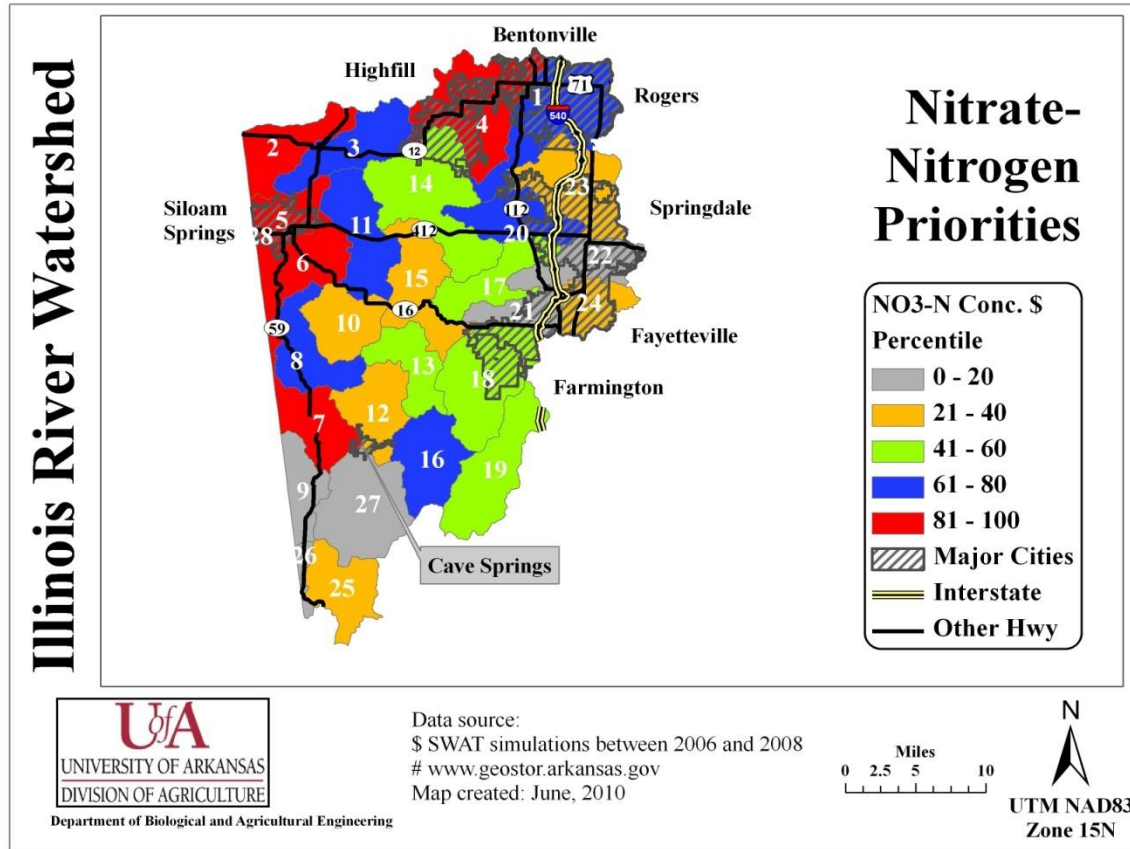 Illinois River Watershed
Bentonville
Highfill
Rogers
Siloam
Springs
Springdale
Fayetteville
Farmington
Cave Springs
1
71
540
2
3
12
4
14
23
5
28
11
412
112
20
22
6
15
17
59
16
21
24
10
8
13
18
12
7
16
19
9
27
26
25
Nitrate-
Nitrogen
Priorities
NO3-N Conc. $
Percentile
0 - 20
21 - 40
41 - 60
61 - 80
81 - 100
Major Cities
Interstate
Other Hwy
UofA
UNIVERSITY OF ARKANSAS
DIVISION OF AGRICULTURE
Department of Biological and Agricultural Engineering
Data source:
$ SWAT simulations between 2006 and 2008
# www.geostor.arkansas.gov
Map created: June, 2010
Miles
0 2.5 5 10
N
UTM NAD83
Zone 15N